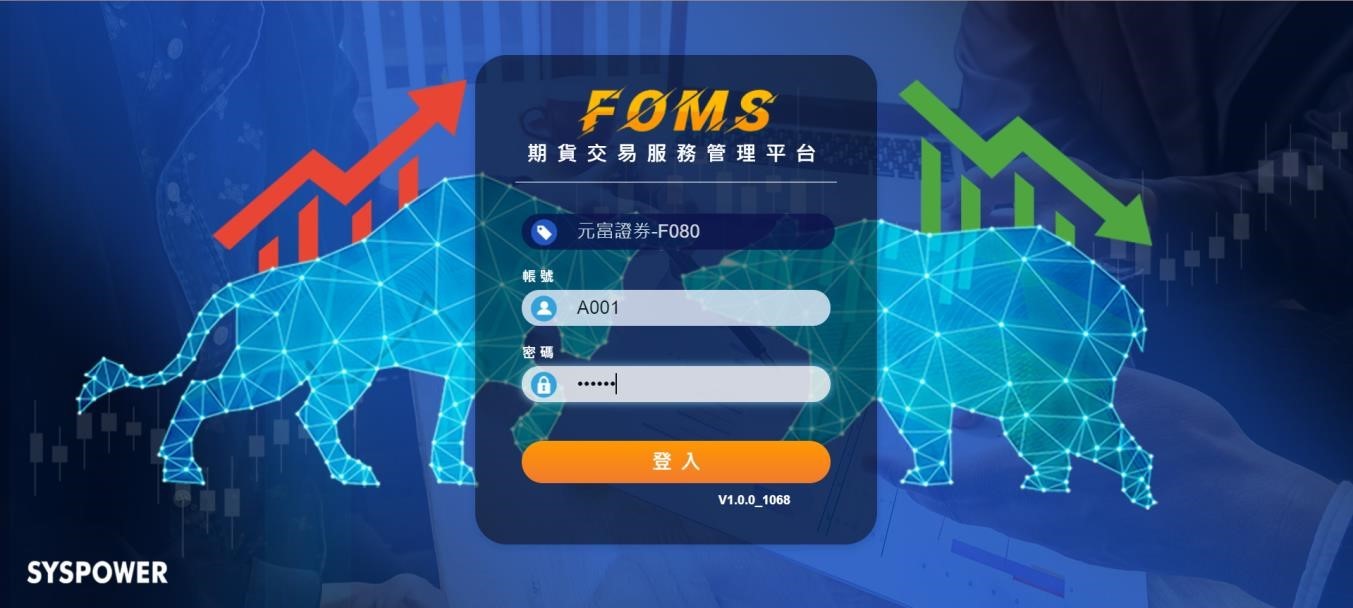 FOMS
期貨交易服務管理平台
元富證券-F080
帳號
A001
密碼
••••••
登入
V1.0.0_1068
SYSPOWER